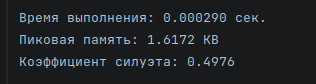 Время выполнения: 0.000290 сек.
Пиковая память: 1.6172 KB
Коэффициент силуэта: 0.4976